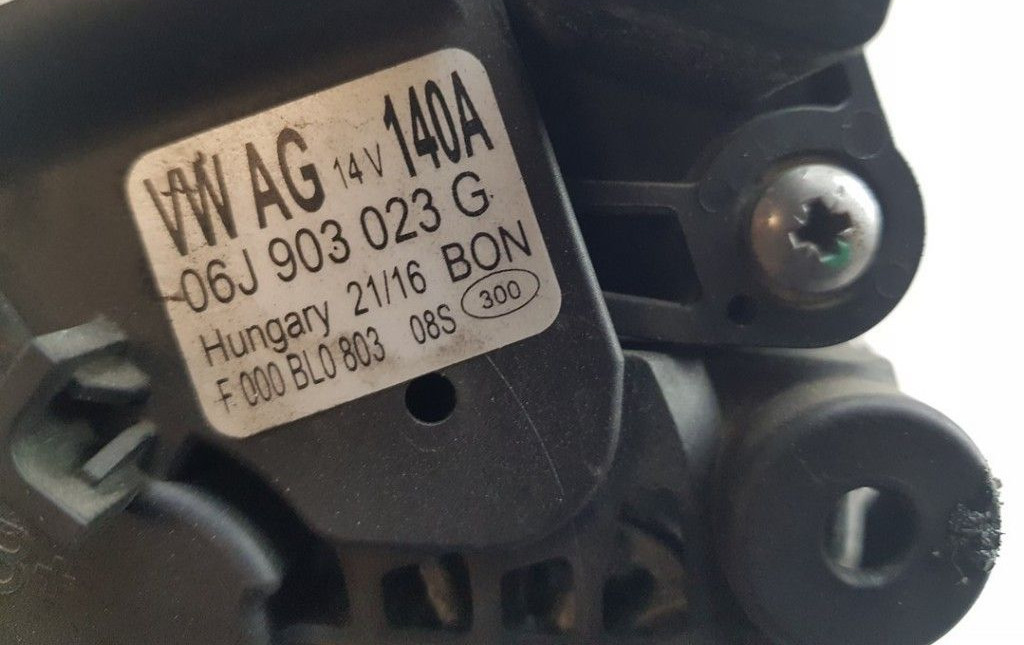 VW AG 14V 140A
06J 903 023 G
Hungary 21/16 BON
F 000 BL0 803 08S 300